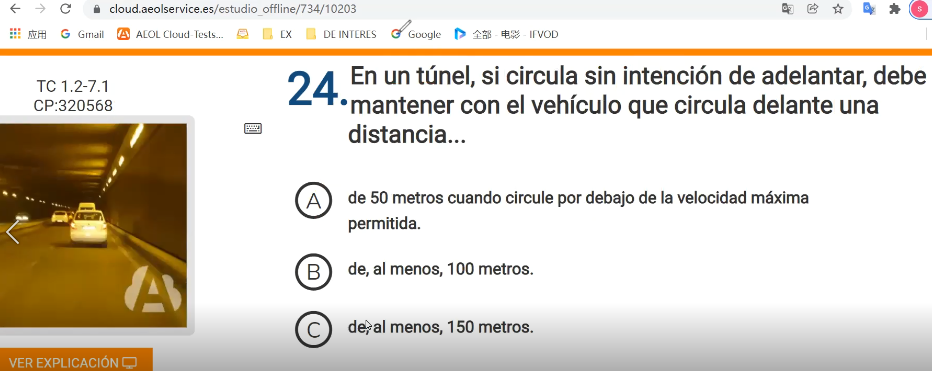 cloud.aeolservice.es/estudio_offline/734/10203
应用 Gmail AEOL Cloud-Tests... EX DE INTERES Google 全部 - 电影 - IFVOD
S
TC 1.2-7.1
CP:320568
24. En un túnel, si circula sin intención de adelantar, debe
mantener con el vehículo que circula delante una
distancia...
A de 50 metros cuando circule por debajo de la velocidad máxima
permitida.
B de, al menos, 100 metros.
C de, al menos, 150 metros.
VER EXPLICACIÓN